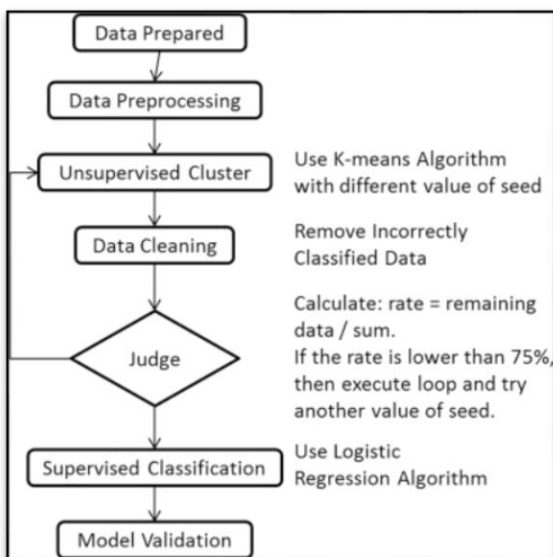 Data Prepared
Data Preprocessing
Unsupervised Cluster
Use K-means Algorithm
with different value of seed
Data Cleaning
Remove Incorrectly
Classified Data
Judge
Calculate: rate = remaining
data / sum.
If the rate is lower than 75%,
then execute loop and try
another value of seed.
Supervised Classification
Use Logistic
Regression Algorithm
Model Validation